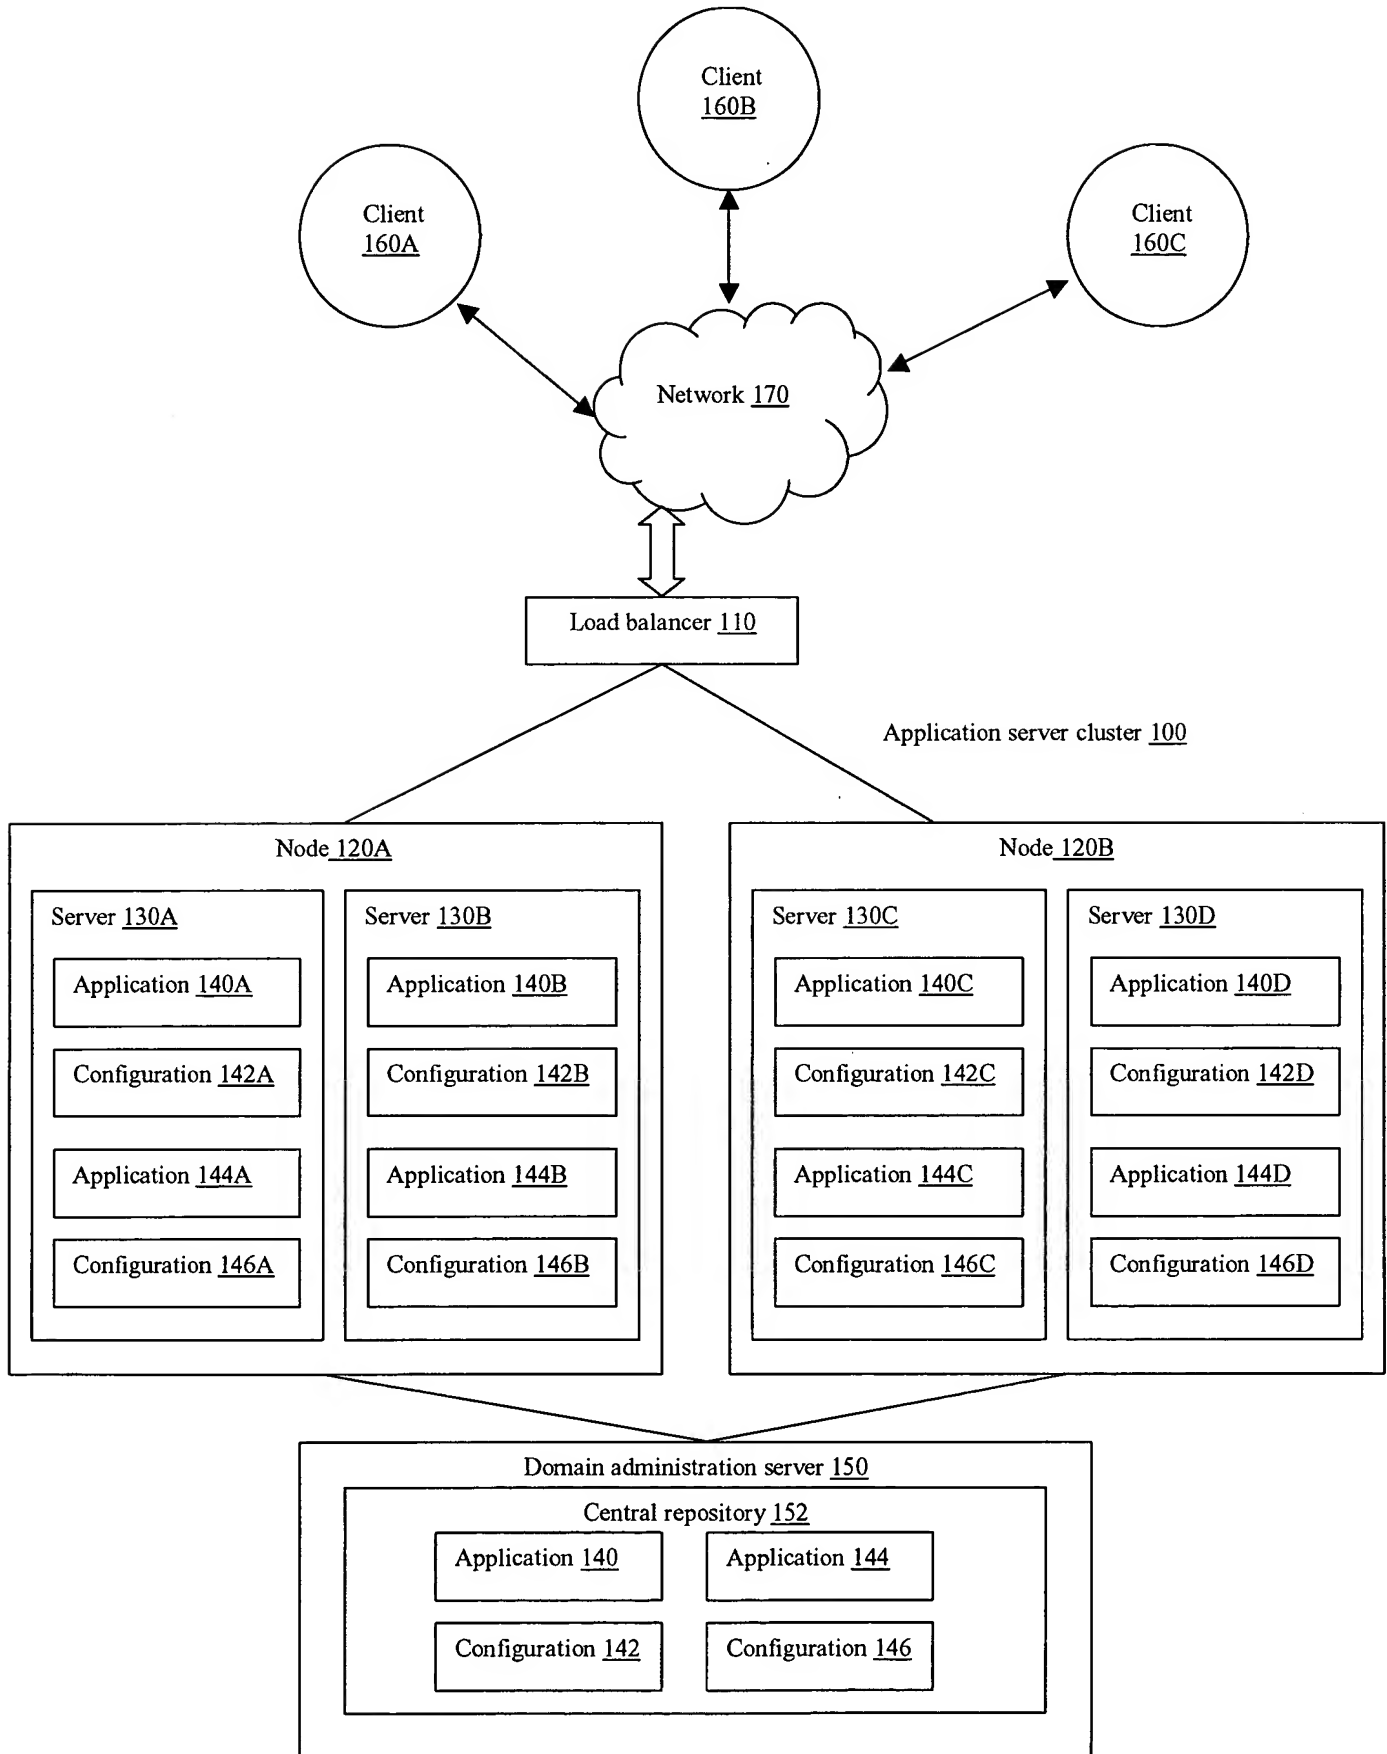 Client
160B
Client
160A
Client
160C
Network 170
Load balancer 110
Application server cluster 100
Node 120A
Server 130A
Application 140A
Configuration 142A
Application 144A
Configuration 146A
Server 130B
Application 140B
Configuration 142B
Application 144B
Configuration 146B
Node 120B
Server 130C
Application 140C
Configuration 142C
Application 144C
Configuration 146C
Server 130D
Application 140D
Configuration 142D
Application 144D
Configuration 146D
Domain administration server 150
Central repository 152
Application 140
Application 144
Configuration 142
Configuration 146